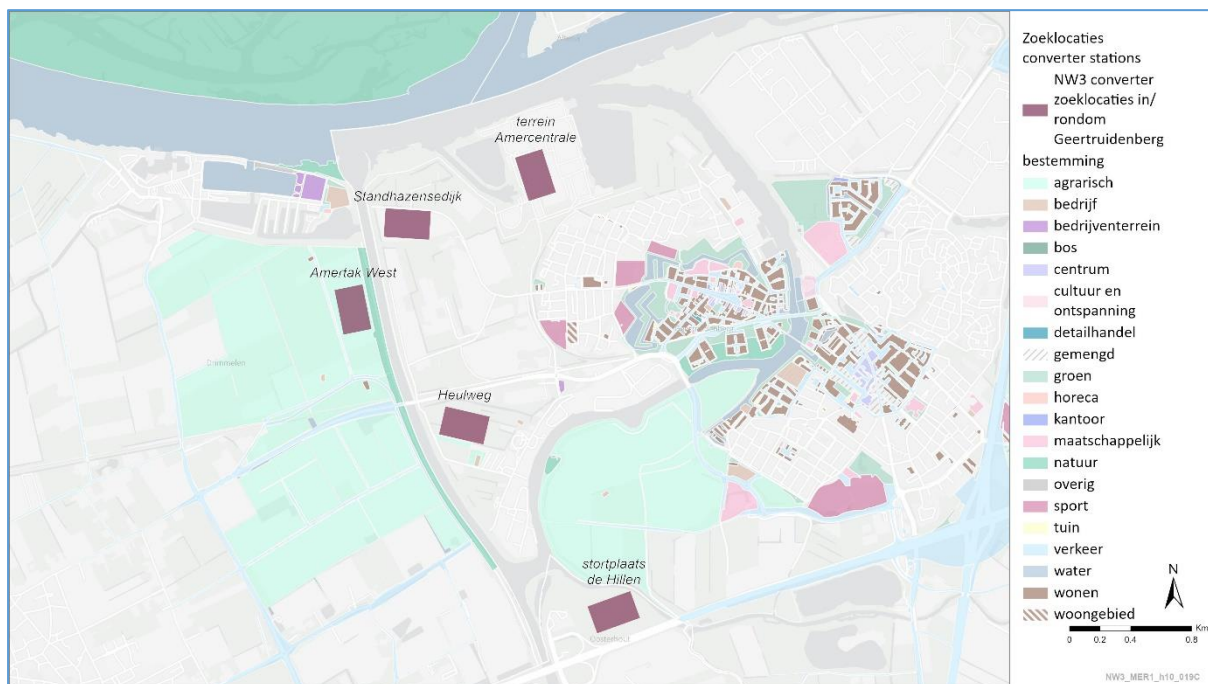 terrein
Amercentrale
Standhazensedijk
Amertak West
Drimmelen
Heulweg
stortplaats
de Hillen
Oosterhout
Zoeklocaties
converter stations
NW3 converter
zoeklocaties in/
rondom
Geertruidenberg
bestemming
agrarisch
bedrijf
bedrijventerrein
bos
centrum
cultuur en
ontspanning
detailhandel
gemengd
groen
horeca
kantoor
maatschappelijk
natuur
overig
sport
tuin
verkeer
water
wonen
woongebied
N
Km
0 0.2 0.4 0.8
NW3_MER1_h10_019C